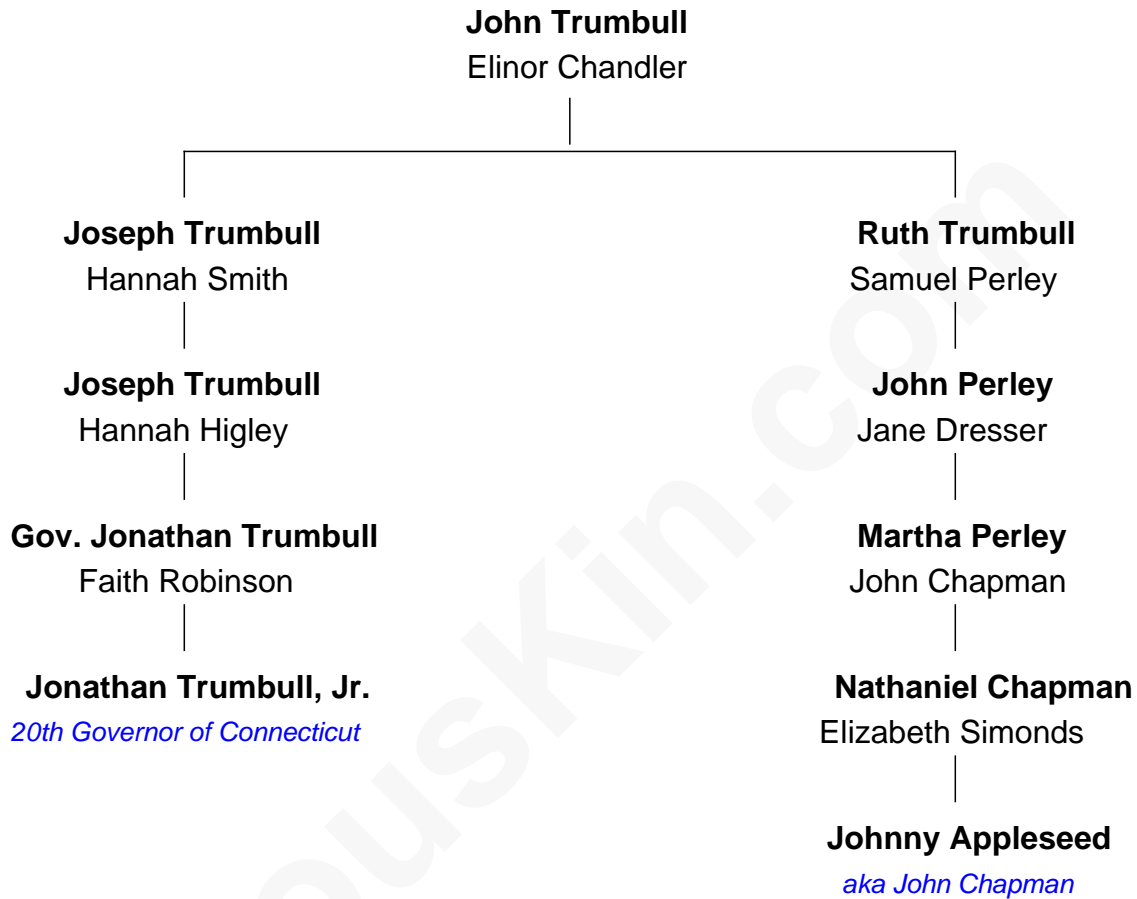 John Trumbull
Elinor Chandler
Joseph Trumbull
Hannah Smith
Joseph Trumbull
Hannah Higley
Gov. Jonathan Trumbull
Faith Robinson
Jonathan Trumbull, Jr.
20th Governor of Connecticut
Ruth Trumbull
Samuel Perley
John Perley
Jane Dresser
Martha Perley
John Chapman
Nathaniel Chapman
Elizabeth Simonds
Johnny Appleseed
aka John Chapman
ousKin.com